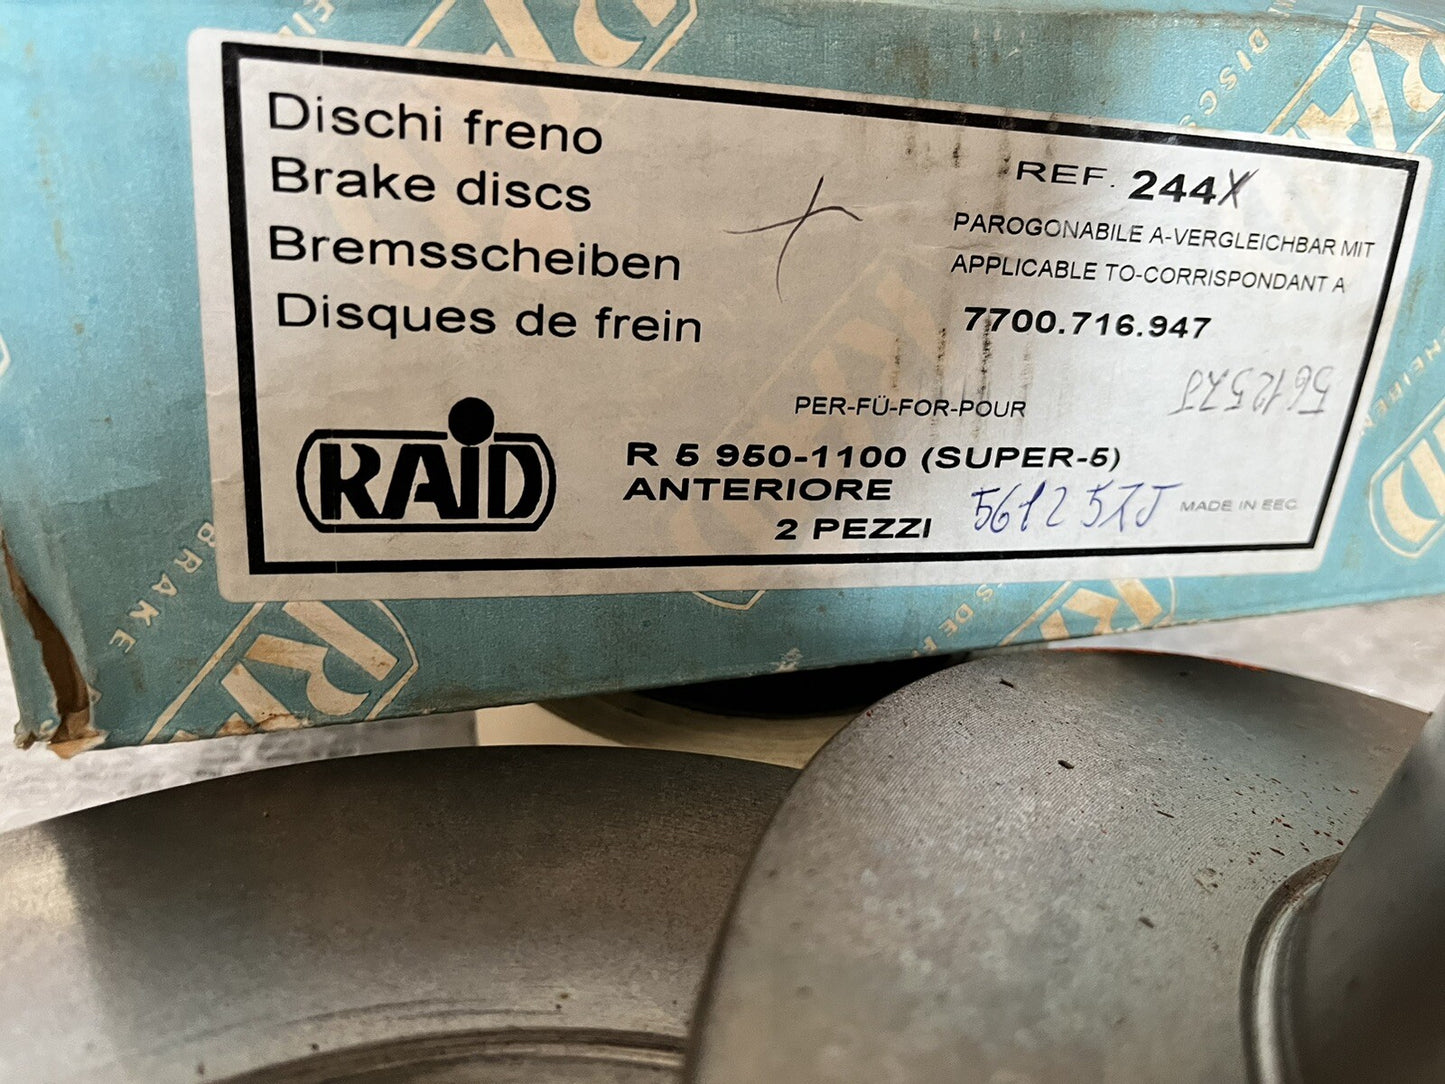 Dischi freno
Brake discs
Bremsscheiben
Disques de frein
REF. 244X
PAROGONABILE A-VERGLEICHBAR MIT
APPLICABLE TO-CORRISPONDANT A
7700.716.947
PER-FÜ-FOR-POUR
R 5 950-1100 (SUPER-5)
ANTERIORE
2 PEZZI
MADE IN EEC
RAID
BRAKE